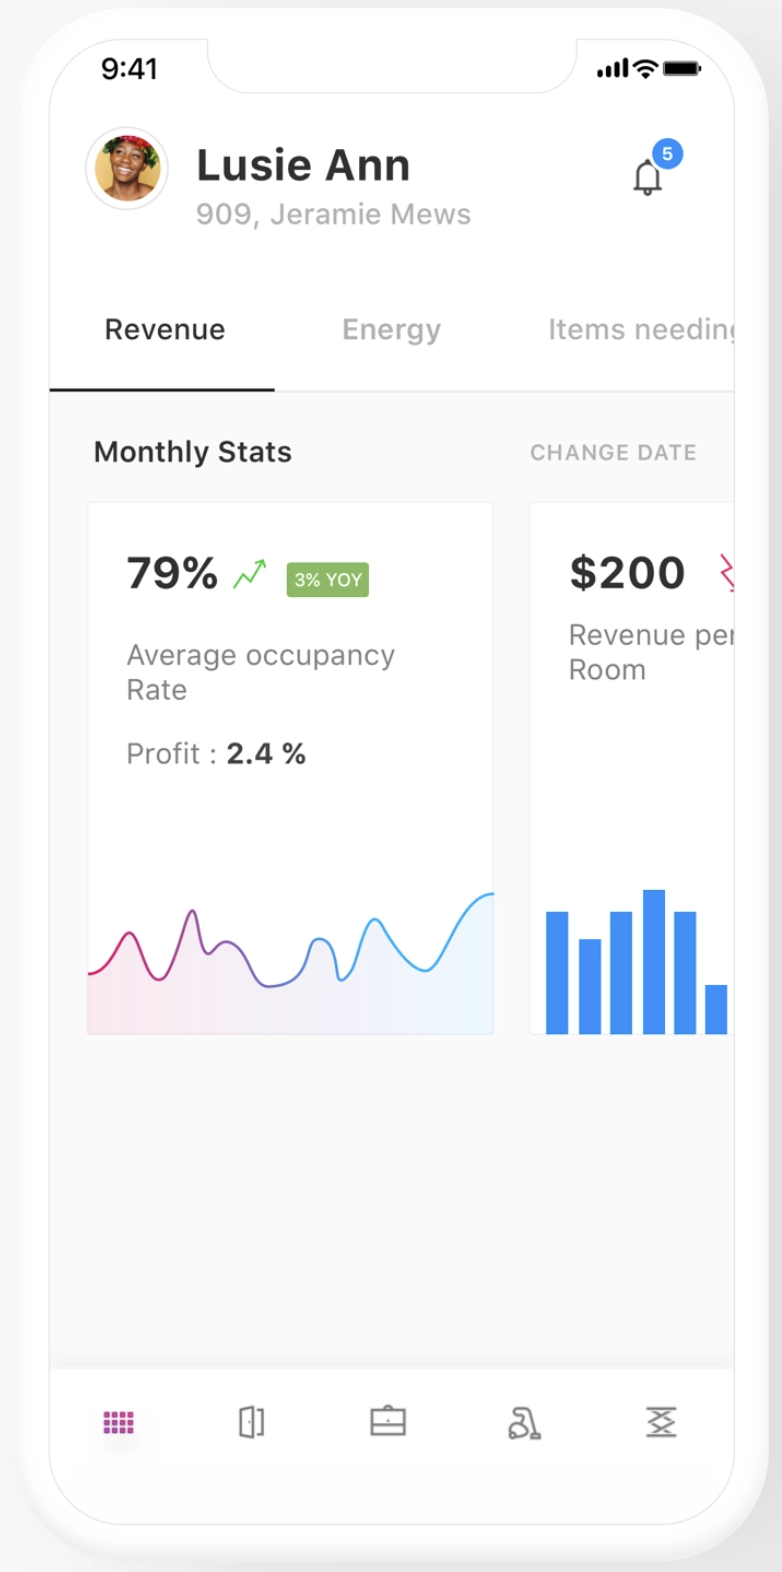 9:41
Lusie Ann
5
909, Jeramie Mews
Revenue Energy Items needing
Monthly Stats CHANGE DATE
79% 3% YOY
Average occupancy
Rate
Profit : 2.4 %
$200
Revenue per
Room